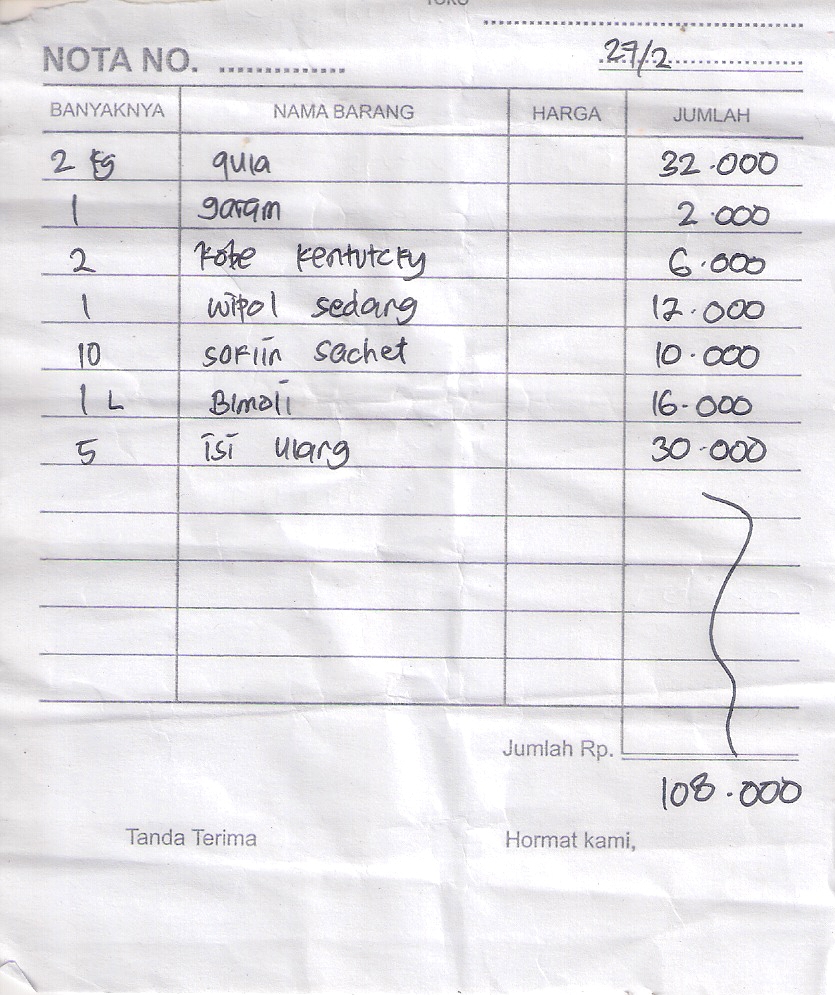 TOKO
NOTA NO. ............... 27/2
BANYAKNYA NAMA BARANG HARGA JUMLAH
2 kg gula 32.000
1 garam 2.000
2 kobe kentutcky 6.000
1 wipol sedang 12.000
10 soklin sachet 10.000
1 L Bimoli 16.000
5 isi ulang 30.000
Jumlah Rp.
108.000
Tanda Terima Hormat kami,